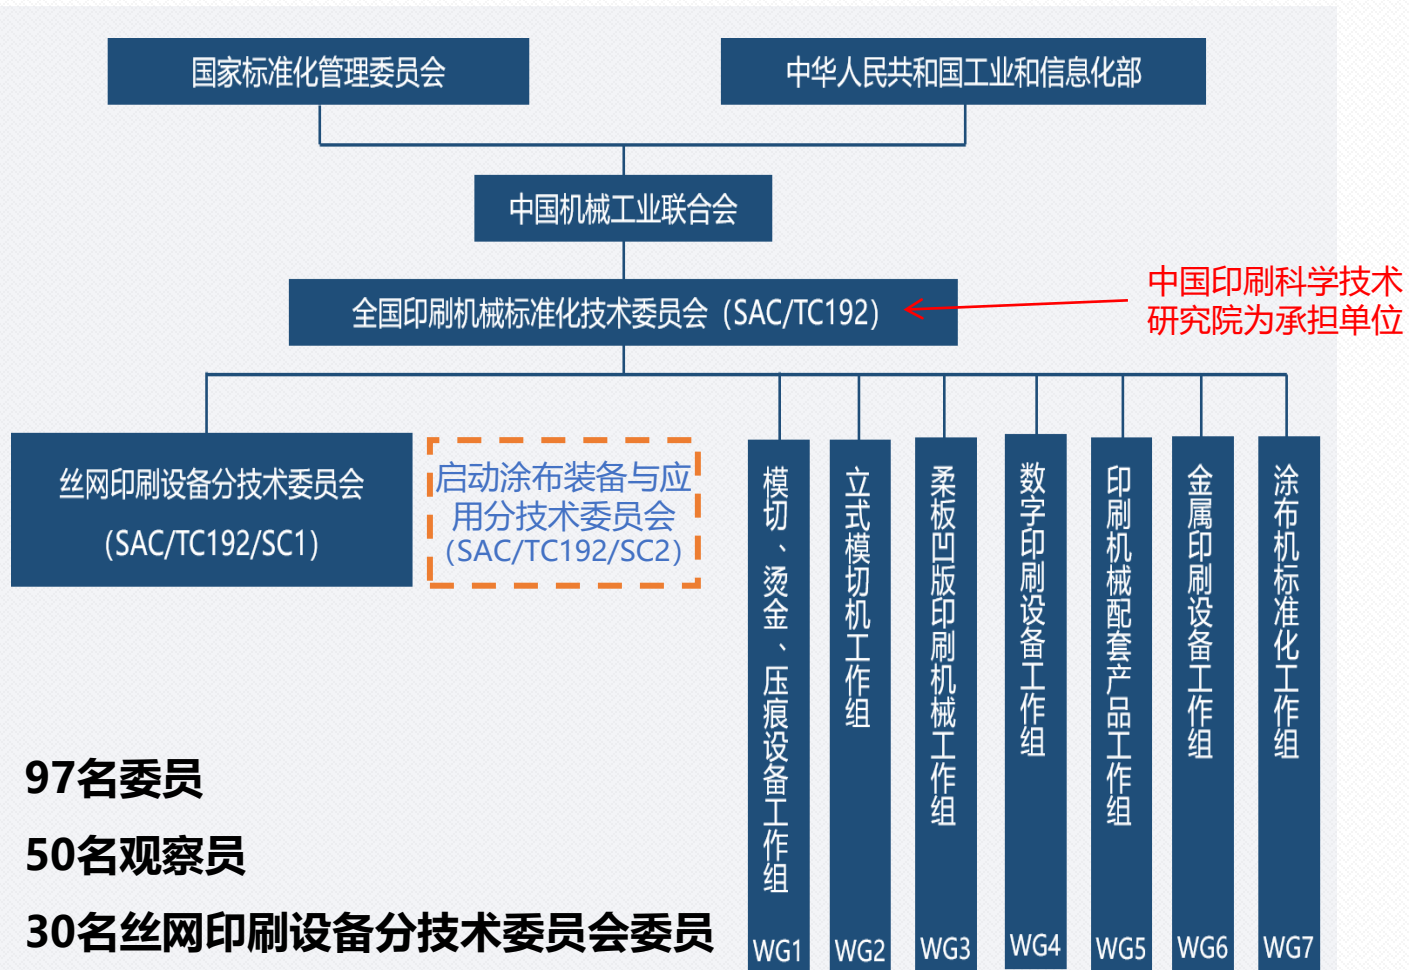 国家标准化管理委员会
中华人民共和国工业和信息化部
中国机械工业联合会
全国印刷机械标准化技术委员会（SAC/TC192）
中国印刷科学技术
研究院为承担单位
丝网印刷设备分技术委员会
（SAC/TC192/SC1）
启动涂布装备与应
用分技术委员会
（SAC/TC192/SC2）
模切、烫金、压痕设备工作组
WG1
立式模切机工作组
WG2
柔板凹版印刷机械工作组
WG3
数字印刷设备工作组
WG4
印刷机械配套产品工作组
WG5
金属印刷设备工作组
WG6
涂布机标准化工作组
WG7
97名委员
50名观察员
30名丝网印刷设备分技术委员会委员